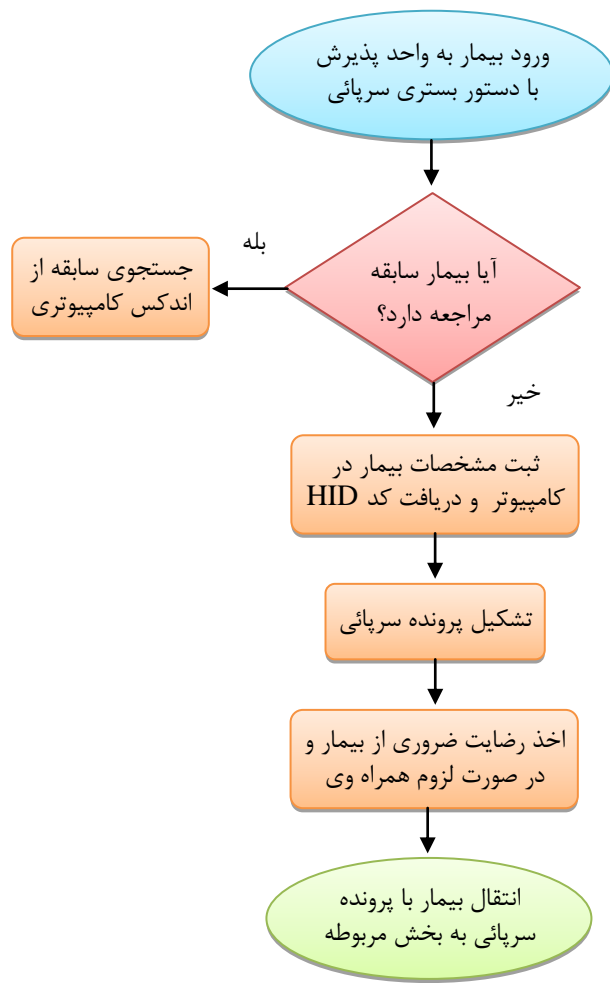 ورود بیمار به واحد پذیرش
با دستور بستری سرپائی
آیا بیمار سابقه
مراجعه دارد؟
بله
جستجوی سابقه از
اندکس کامپیوتری
خیر
ثبت مشخصات بیمار در
کامپیوتر و دریافت کد HID
تشکیل پرونده سرپائی
اخذ رضایت ضروری از بیمار و
در صورت لزوم همراه وی
انتقال بیمار با پرونده
سرپائی به بخش مربوطه